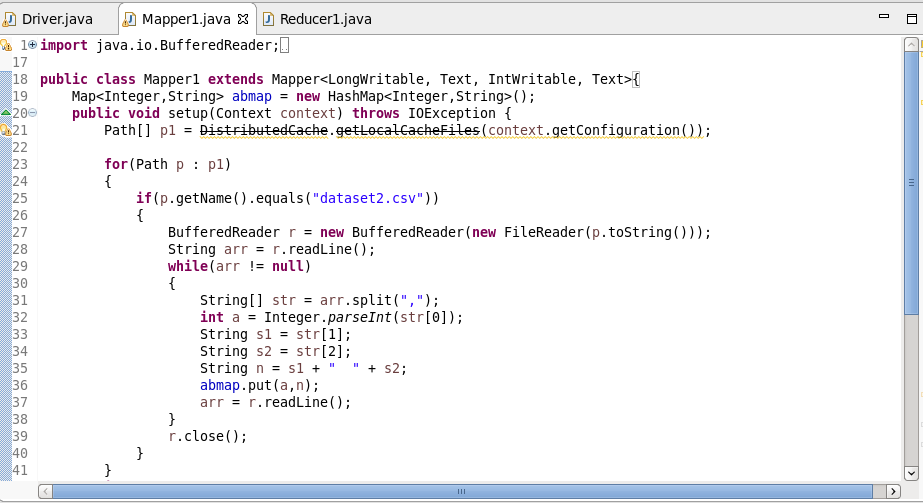 Driver.java Mapper1.java Reducer1.java
1 import java.io.BufferedReader;
17
18 public class Mapper1 extends Mapper<LongWritable, Text, IntWritable, Text>{
19     Map<Integer,String> abmap = new HashMap<Integer,String>();
20     public void setup(Context context) throws IOException {
21         Path[] p1 = DistributedCache.getLocalCacheFiles(context.getConfiguration());
22
23         for(Path p : p1)
24         {
25             if(p.getName().equals("dataset2.csv"))
26             {
27                 BufferedReader r = new BufferedReader(new FileReader(p.toString()));
28                 String arr = r.readLine();
29                 while(arr != null)
30                 {
31                     String[] str = arr.split(",");
32                     int a = Integer.parseInt(str[0]);
33                     String s1 = str[1];
34                     String s2 = str[2];
35                     String n = s1 + "  " + s2;
36                     abmap.put(a,n);
37                     arr = r.readLine();
38                 }
39                 r.close();
40             }
41         }